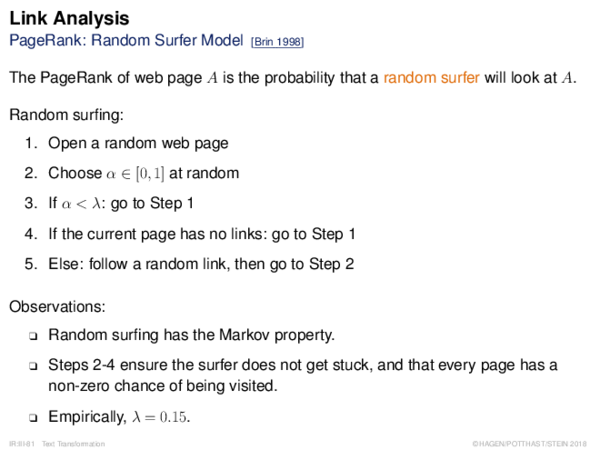 Link Analysis
PageRank: Random Surfer Model [Brin 1998]
The PageRank of web page A is the probability that a random surfer will look at A.
Random surfing:
1. Open a random web page
2. Choose α ∈ [0, 1] at random
3. If α < λ: go to Step 1
4. If the current page has no links: go to Step 1
5. Else: follow a random link, then go to Step 2
Observations:
❑ Random surfing has the Markov property.
❑ Steps 2-4 ensure the surfer does not get stuck, and that every page has a
non-zero chance of being visited.
❑ Empirically, λ = 0.15.
IR:III-81 Text Transformation ©HAGEN/POTTHAST/STEIN 2018